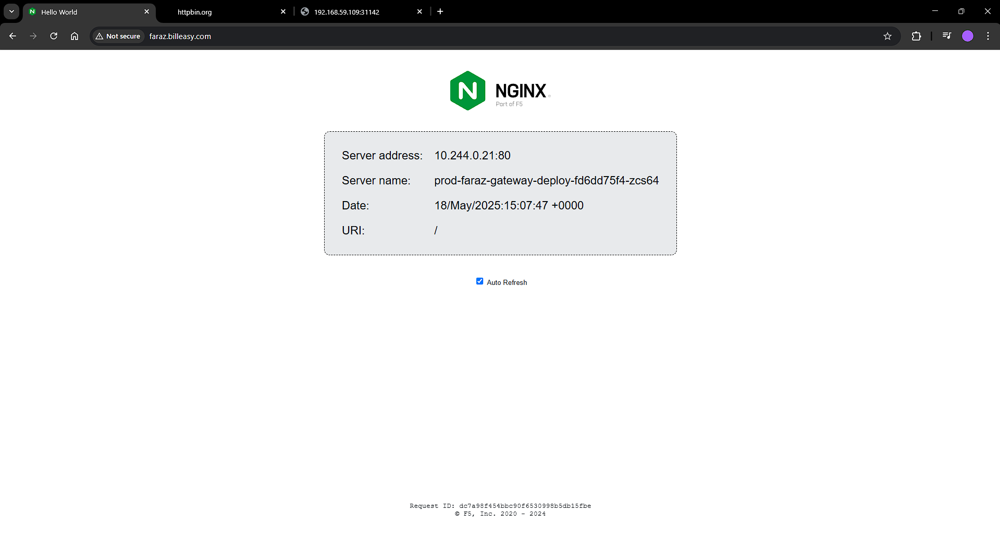 Hello World
httpbin.org
192.168.59.109:31142
Not secure
faraz.billeasy.com
NGINX
Part of F5
Server address: 10.244.0.21:80
Server name: prod-faraz-gateway-deploy-fd6dd75f4-zcs64
Date: 18/May/2025:15:07:47 +0000
URI: /
Auto Refresh
Request ID: dc7a98f454bbc90f6530998b5db15fbe
© F5, Inc. 2020 - 2024